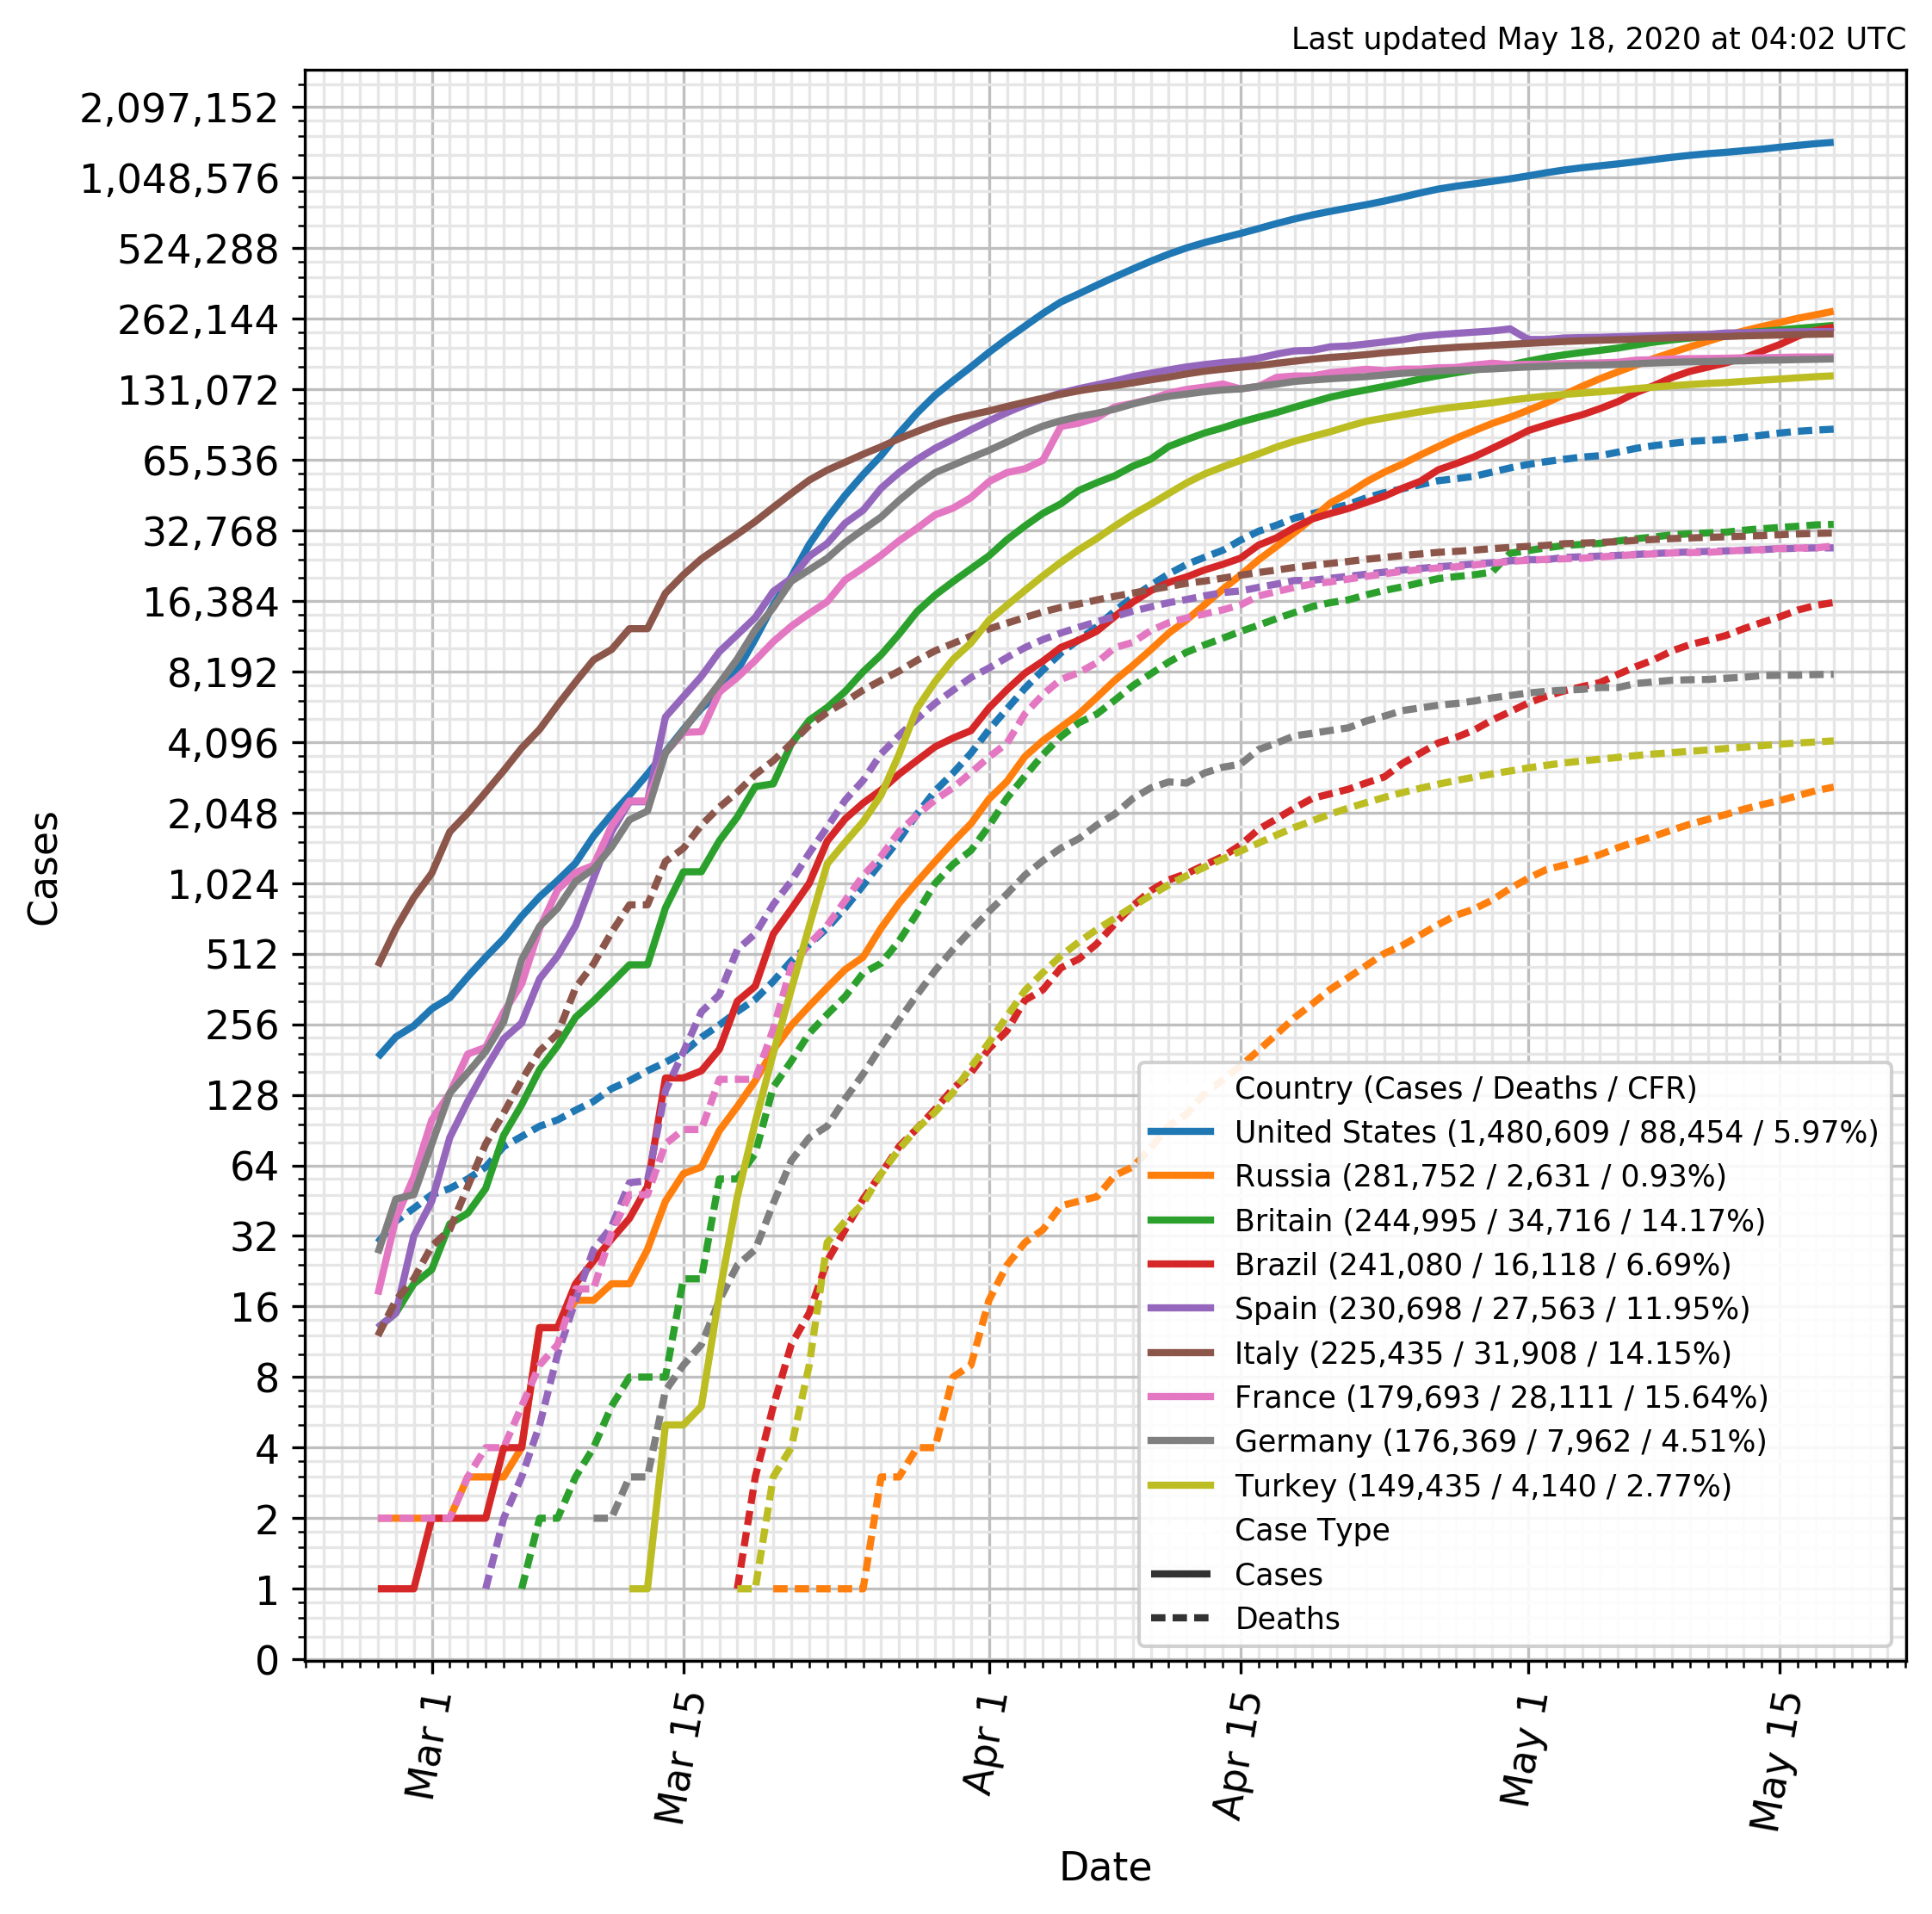 Last updated May 18, 2020 at 04:02 UTC
2,097,152
1,048,576
524,288
262,144
131,072
65,536
32,768
16,384
8,192
4,096
2,048
1,024
512
256
128
64
32
16
8
4
2
1
0
Cases
Country (Cases / Deaths / CFR)
United States (1,480,609 / 88,454 / 5.97%)
Russia (281,752 / 2,631 / 0.93%)
Britain (244,995 / 34,716 / 14.17%)
Brazil (241,080 / 16,118 / 6.69%)
Spain (230,698 / 27,563 / 11.95%)
Italy (225,435 / 31,908 / 14.15%)
France (179,693 / 28,111 / 15.64%)
Germany (176,369 / 7,962 / 4.51%)
Turkey (149,435 / 4,140 / 2.77%)
Case Type
Cases
Deaths
Mar 1
Mar 15
Apr 1
Apr 15
May 1
May 15
Date